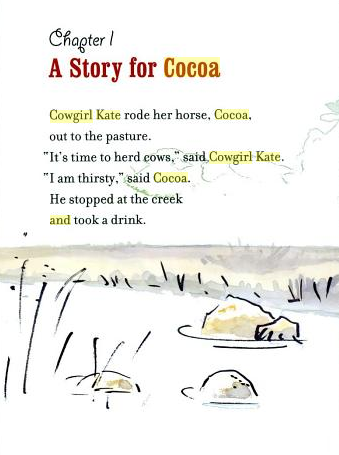 Chapter 1
A Story for Cocoa
Cowgirl Kate rode her horse, Cocoa,
out to the pasture.
"It's time to herd cows," said Cowgirl Kate.
"I am thirsty," said Cocoa.
He stopped at the creek
and took a drink.